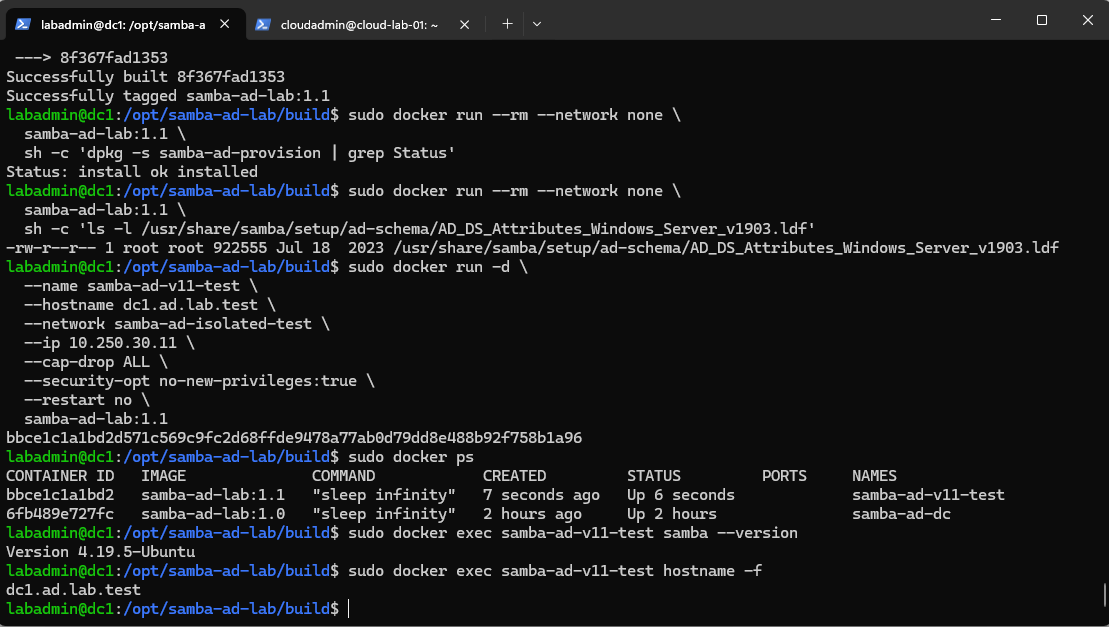 labadmin@dc1: /opt/samba-a
cloudadmin@cloud-lab-01: ~
---> 8f367fad1353
Successfully built 8f367fad1353
Successfully tagged samba-ad-lab:1.1
labadmin@dc1:/opt/samba-ad-lab/build$ sudo docker run --rm --network none \
  samba-ad-lab:1.1 \
  sh -c 'dpkg -s samba-ad-provision | grep Status'
Status: install ok installed
labadmin@dc1:/opt/samba-ad-lab/build$ sudo docker run --rm --network none \
  samba-ad-lab:1.1 \
  sh -c 'ls -l /usr/share/samba/setup/ad-schema/AD_DS_Attributes_Windows_Server_v1903.ldf'
-rw-r--r-- 1 root root 922555 Jul 18  2023 /usr/share/samba/setup/ad-schema/AD_DS_Attributes_Windows_Server_v1903.ldf
labadmin@dc1:/opt/samba-ad-lab/build$ sudo docker run -d \
  --name samba-ad-v11-test \
  --hostname dc1.ad.lab.test \
  --network samba-ad-isolated-test \
  --ip 10.250.30.11 \
  --cap-drop ALL \
  --security-opt no-new-privileges:true \
  --restart no \
  samba-ad-lab:1.1
bbce1c1a1bd2d571c569c9fc2d68ffde9478a77ab0d79dd8e488b92f758b1a96
labadmin@dc1:/opt/samba-ad-lab/build$ sudo docker ps
CONTAINER ID   IMAGE              COMMAND            CREATED         STATUS         PORTS     NAMES
bbce1c1a1bd2   samba-ad-lab:1.1   "sleep infinity"   7 seconds ago   Up 6 seconds             samba-ad-v11-test
6fb489e727fc   samba-ad-lab:1.0   "sleep infinity"   2 hours ago     Up 2 hours               samba-ad-dc
labadmin@dc1:/opt/samba-ad-lab/build$ sudo docker exec samba-ad-v11-test samba --version
Version 4.19.5-Ubuntu
labadmin@dc1:/opt/samba-ad-lab/build$ sudo docker exec samba-ad-v11-test hostname -f
dc1.ad.lab.test
labadmin@dc1:/opt/samba-ad-lab/build$